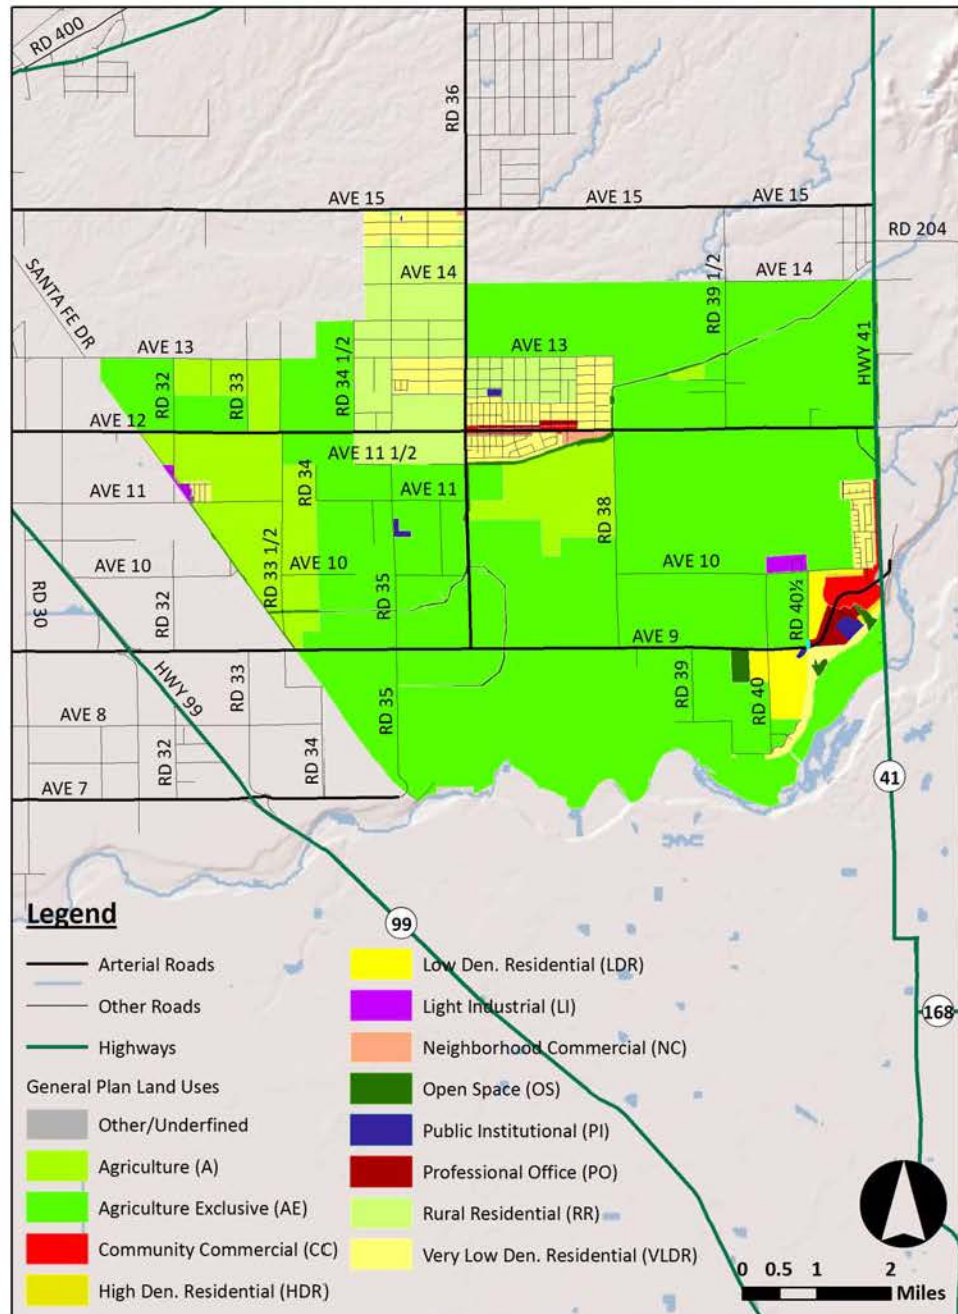 RD 400
RD 36
AVE 15
AVE 15
AVE 15
RD 204
SANTA FE DR
AVE 14
RD 39 1/2
AVE 14
AVE 13
RD 32
RD 33
RD 34 1/2
AVE 13
HWY 41
AVE 12
AVE 11 1/2
AVE 11
RD 34
AVE 11
RD 38
AVE 10
RD 33 1/2
AVE 10
RD 35
AVE 10
RD 30
RD 32
RD 40½
AVE 9
HWY 99
RD 33
RD 35
RD 39
RD 40
AVE 8
RD 32
RD 34
AVE 7
41
99
168
Legend
Arterial Roads
Other Roads
Highways
General Plan Land Uses
Other/Underfined
Agriculture (A)
Agriculture Exclusive (AE)
Community Commercial (CC)
High Den. Residential (HDR)
Low Den. Residential (LDR)
Light Industrial (LI)
Neighborhood Commercial (NC)
Open Space (OS)
Public Institutional (PI)
Professional Office (PO)
Rural Residential (RR)
Very Low Den. Residential (VLDR)
0 0.5 1 2
Miles